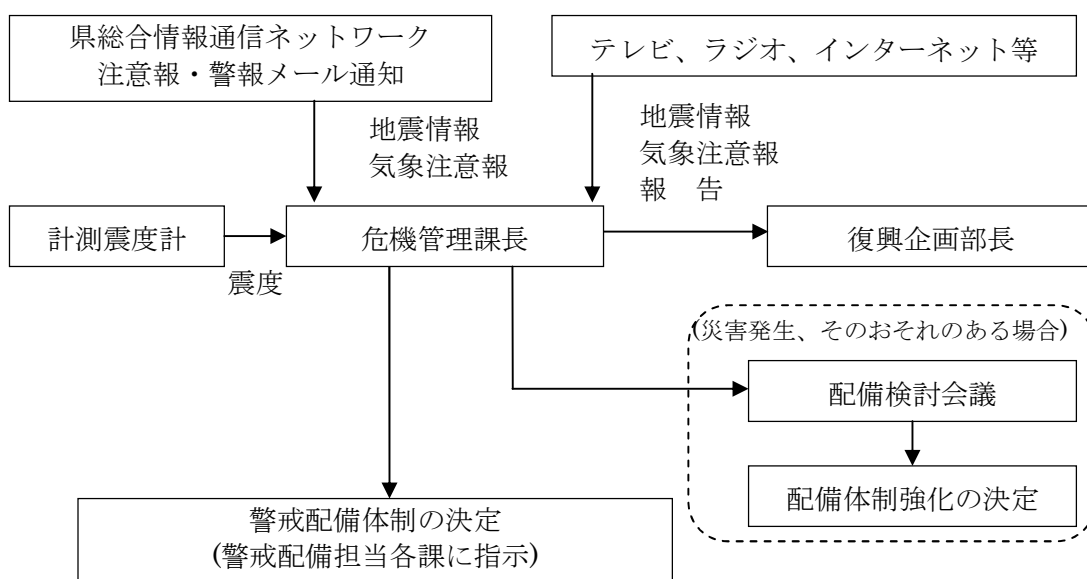 県総合情報通信ネットワーク
注意報・警報メール通知
テレビ、ラジオ、インターネット等
地震情報
気象注意報
地震情報
気象注意報
報　告
計測震度計
震度
危機管理課長
復興企画部長
(災害発生、そのおそれのある場合)
配備検討会議
配備体制強化の決定
警戒配備体制の決定
(警戒配備担当各課に指示)